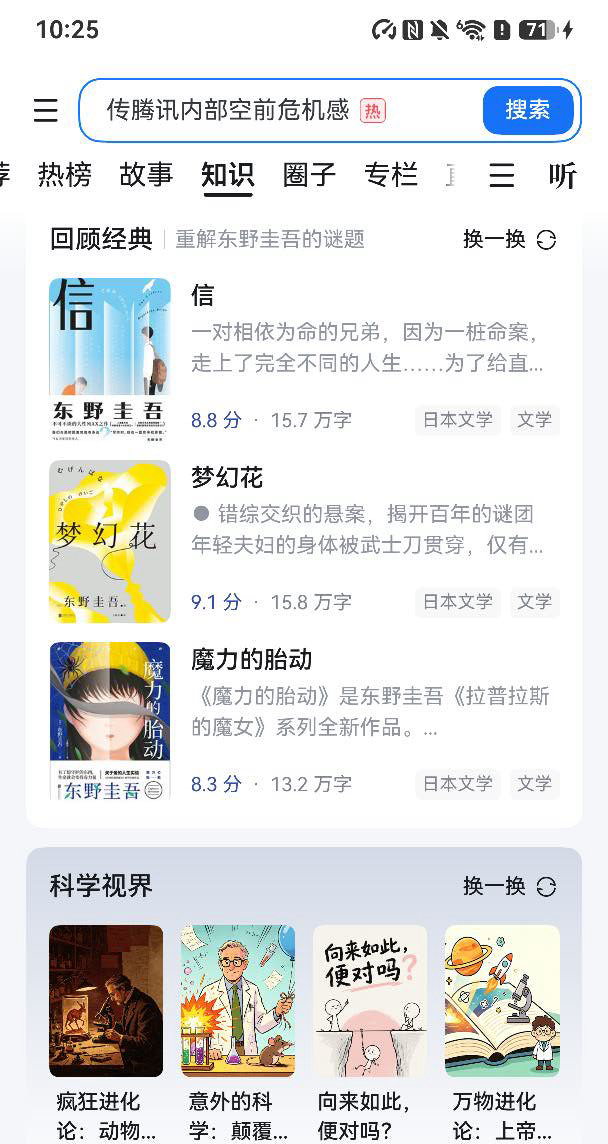 10:25
6
71
传腾讯内部空前危机感 热
搜索
荐 热榜 故事 知识 圈子 专栏 听
回顾经典 重解东野圭吾的谜题 换一换
信
东野圭吾
信
一对相依为命的兄弟，因为一桩命案，
走上了完全不同的人生……为了给直...
8.8 分 · 15.7 万字 日本文学 文学
むげんばな
梦幻花
东野圭吾
梦幻花
● 错综交织的悬案，揭开百年的谜团
年轻夫妇的身体被武士刀贯穿，仅有...
9.1 分 · 15.8 万字 日本文学 文学
魔力的胎动
东野圭吾
魔力的胎动
《魔力的胎动》是东野圭吾《拉普拉斯
的魔女》系列全新作品。...
8.3 分 · 13.2 万字 日本文学 文学
科学视界 换一换
向来如此，
便对吗？
疯狂进化
论：动物...
意外的科
学：颠覆...
向来如此，
便对吗？
万物进化
论：上帝...